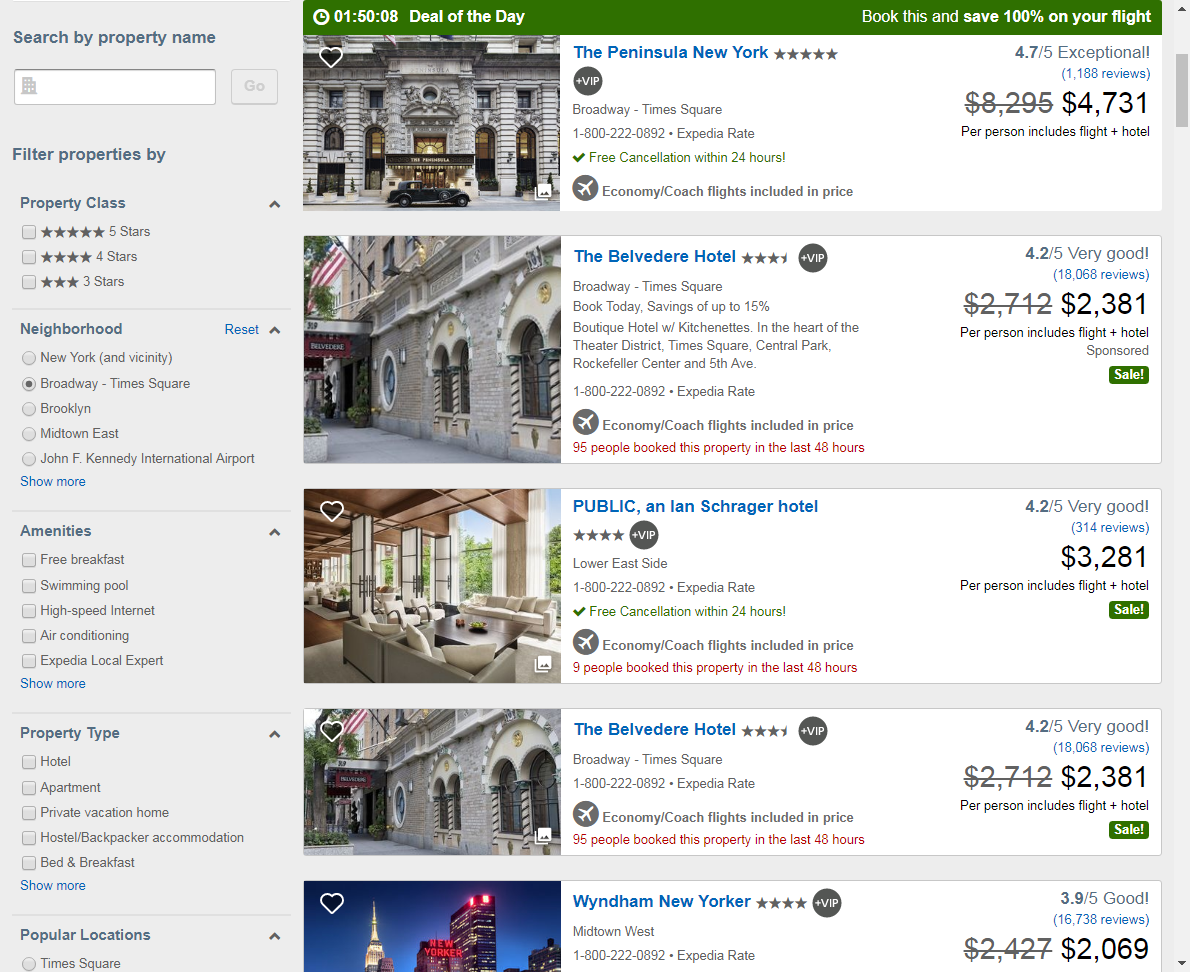 Search by property name
Go
Filter properties by
Property Class
5 Stars
4 Stars
3 Stars
Neighborhood Reset
New York (and vicinity)
Broadway - Times Square
Brooklyn
Midtown East
John F. Kennedy International Airport
Show more
Amenities
Free breakfast
Swimming pool
High-speed Internet
Air conditioning
Expedia Local Expert
Show more
Property Type
Hotel
Apartment
Private vacation home
Hostel/Backpacker accommodation
Bed & Breakfast
Show more
Popular Locations
Times Square
01:50:08 Deal of the Day Book this and save 100% on your flight
THE PENINSULA
The Peninsula New York 4.7/5 Exceptional!
+VIP (1,188 reviews)
$8,295 $4,731
Broadway - Times Square
1-800-222-0892 • Expedia Rate Per person includes flight + hotel
Free Cancellation within 24 hours!
Economy/Coach flights included in price
319
BELVEDERE
The Belvedere Hotel +VIP 4.2/5 Very good!
(18,068 reviews)
Broadway - Times Square
Book Today, Savings of up to 15% $2,712 $2,381
Boutique Hotel w/ Kitchenettes. In the heart of the Per person includes flight + hotel
Theater District, Times Square, Central Park, Sponsored
Rockefeller Center and 5th Ave.
Sale!
1-800-222-0892 • Expedia Rate
Economy/Coach flights included in price
95 people booked this property in the last 48 hours
PUBLIC, an Ian Schrager hotel 4.2/5 Very good!
+VIP (314 reviews)
Lower East Side $3,281
1-800-222-0892 • Expedia Rate Per person includes flight + hotel
Free Cancellation within 24 hours! Sale!
Economy/Coach flights included in price
9 people booked this property in the last 48 hours
BELVEDERE
The Belvedere Hotel +VIP 4.2/5 Very good!
(18,068 reviews)
Broadway - Times Square
1-800-222-0892 • Expedia Rate $2,712 $2,381
Per person includes flight + hotel
Economy/Coach flights included in price Sale!
95 people booked this property in the last 48 hours
NEW
YORKER
Wyndham New Yorker +VIP 3.9/5 Good!
(16,738 reviews)
Midtown West
1-800-222-0892 • Expedia Rate $2,427 $2,069